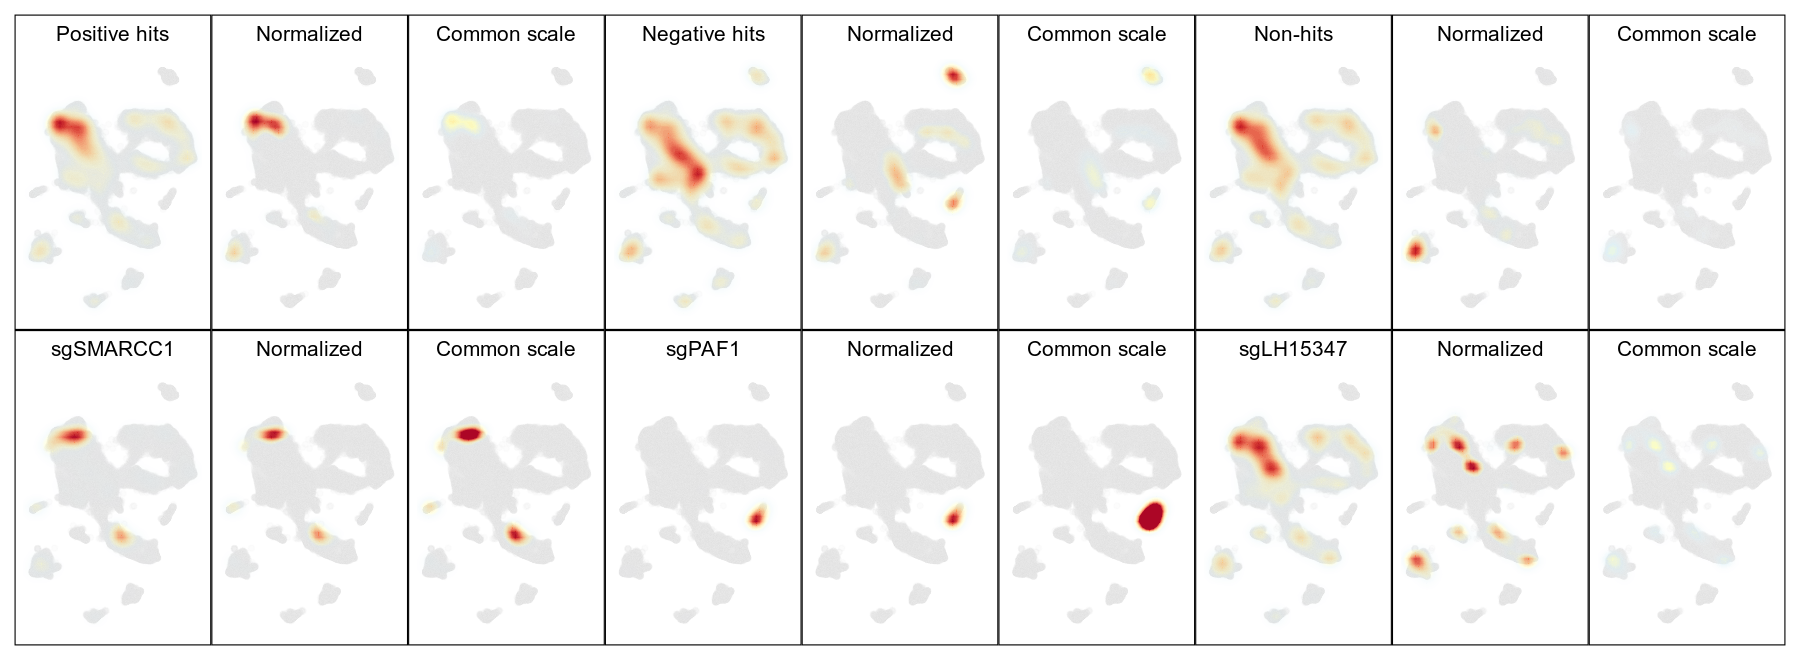 Positive hits Normalized Common scale Negative hits Normalized Common scale Non-hits Normalized Common scale
sgSMARCC1 Normalized Common scale sgPAF1 Normalized Common scale sgLH15347 Normalized Common scale